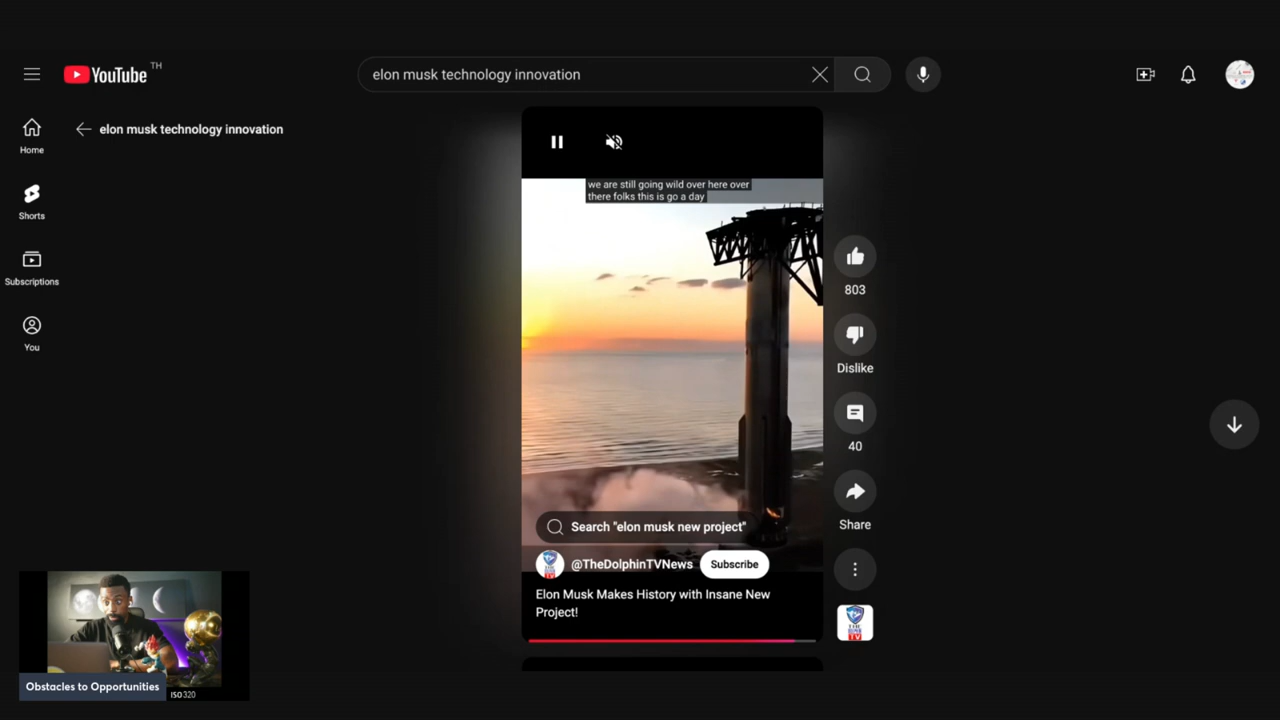 YouTube TH
elon musk technology innovation
Home
elon musk technology innovation
Shorts
Subscriptions
You
we are still going wild over here over
there folks this is go a day
803
Dislike
40
Share
Search "elon musk new project"
@TheDolphinTVNews
Subscribe
Elon Musk Makes History with Insane New
Project!
TV
Obstacles to Opportunities
ISO 320